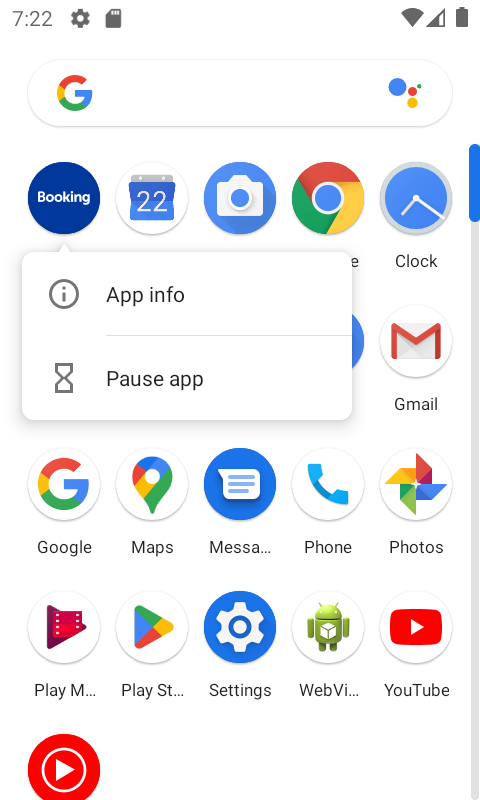 7:22
Booking
22
e
Clock
App info
Pause app
Gmail
Google
Maps
Messa...
Phone
Photos
Play M...
Play St...
Settings
WebVi...
YouTube